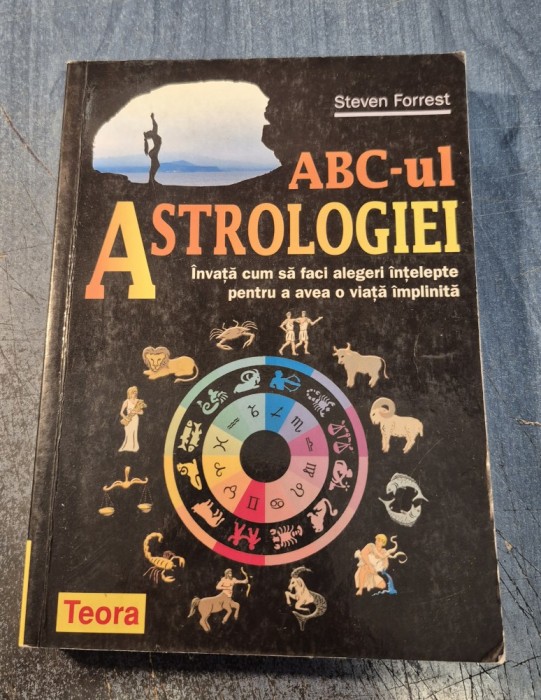 Steven Forrest
ABC-ul
ASTROLOGIEI
Învață cum să faci alegeri înțelepte
pentru a avea o viață împlinită
Teora